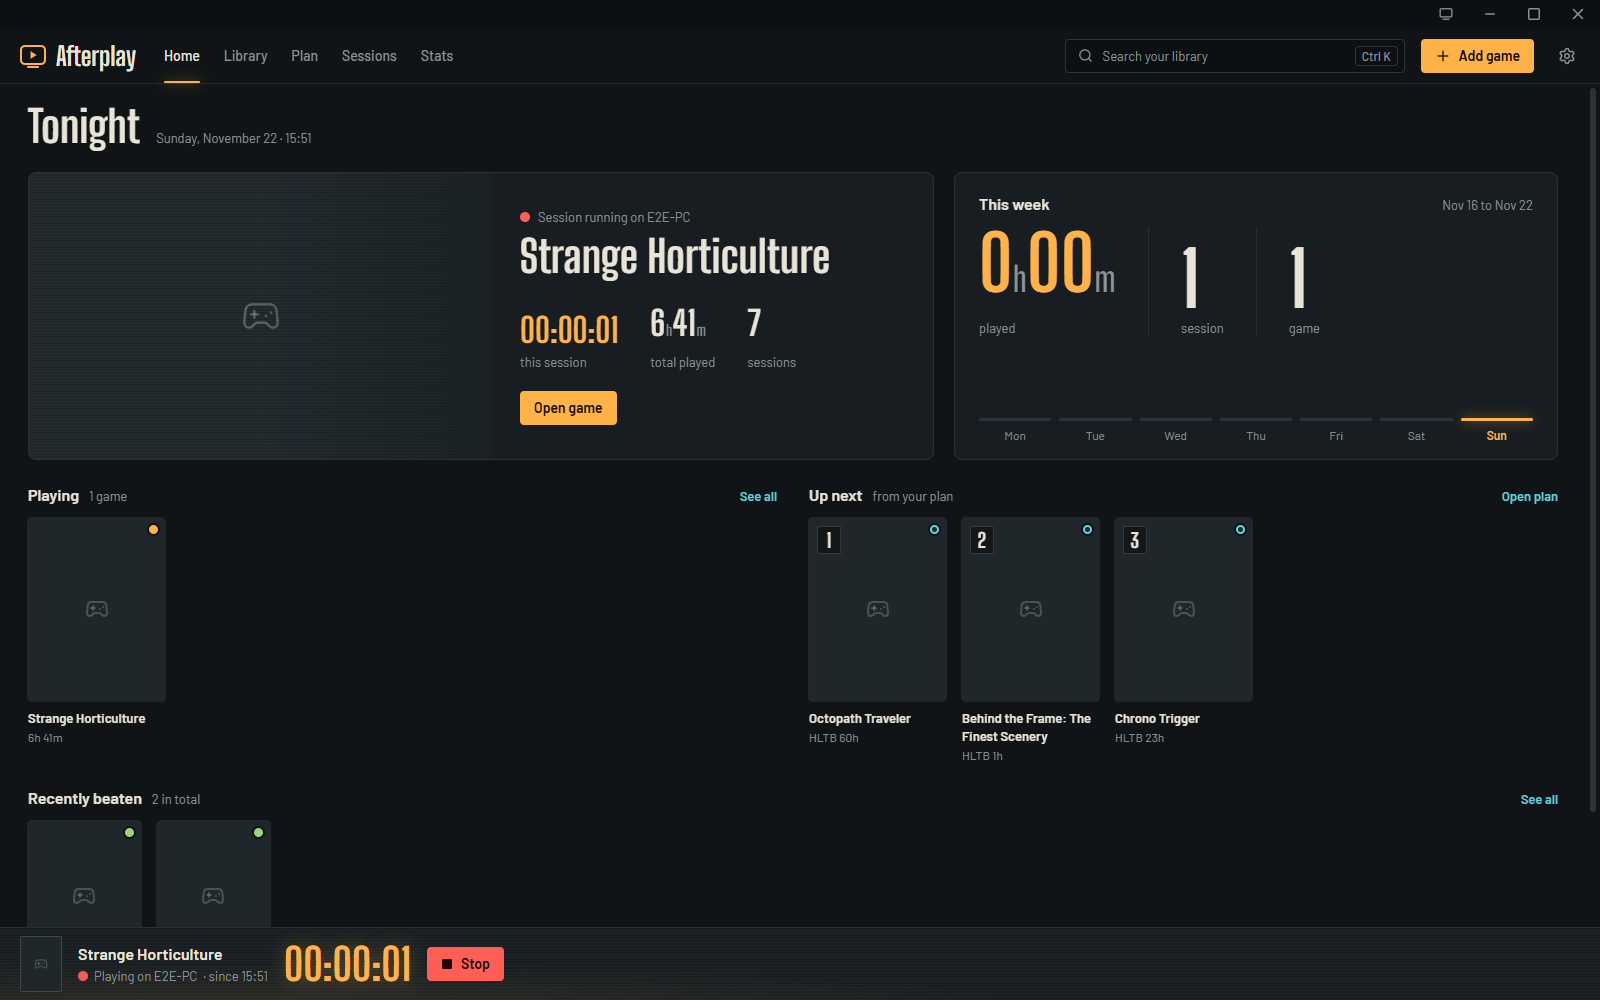 Afterplay
Home
Library
Plan
Sessions
Stats
Search your library
Ctrl K
Add game
Tonight
Sunday, November 22 · 15:51
Session running on E2E-PC
Strange Horticulture
00:00:01
this session
6h41m
total played
7
sessions
Open game
This week
Nov 16 to Nov 22
0h00m
played
1
session
1
game
Mon
Tue
Wed
Thu
Fri
Sat
Sun
Playing
1 game
See all
Strange Horticulture
6h 41m
Up next
from your plan
Open plan
1
2
3
Octopath Traveler
HLTB 60h
Behind the Frame: The
Finest Scenery
HLTB 1h
Chrono Trigger
HLTB 23h
Recently beaten
2 in total
See all
Strange Horticulture
Playing on E2E-PC · since 15:51
00:00:01
Stop